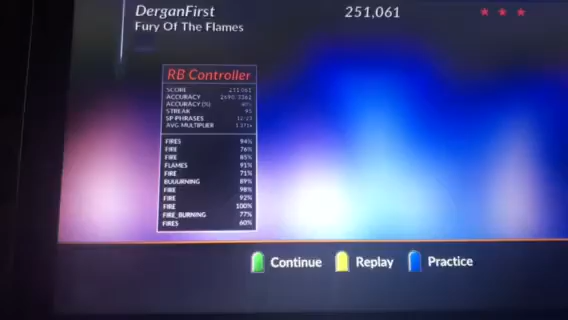 DerganFirst 251,061
Fury Of The Flames
RB Controller
SCORE 251,061
ACCURACY
ACCURACY (%)
STREAK
SP PHRASES
AVG. MULTIPLIER
FIRES 94%
FIRE 76%
FIRE 85%
FLAMES 91%
FIRE 71%
BUUURNING 89%
FIRE 98%
FIRE 92%
FIRE 100%
FIRE_BURNING 77%
FIRES 60%
Continue Replay Practice